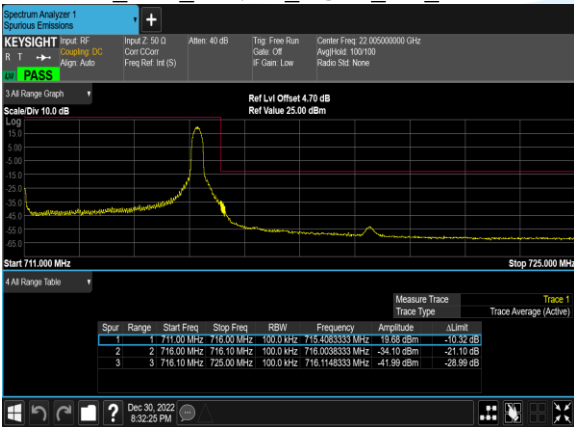 Spectrum Analyzer 1
Spurious Emissions
+
KEYSIGHT Input: RF Input Z: 50 Ω Atten: 40 dB Trig: Free Run Center Freq: 22.005000000 GHz
R T Coupling: DC Corr CCorr Gate: Off Avg|Hold: 100/100
Align: Auto Freq Ref: Int (S) IF Gain: Low Radio Std: None
PASS
3 All Range Graph
Ref Lvl Offset 4.70 dB
Scale/Div 10.0 dB Ref Value 25.00 dBm
Log
15.0
5.00
-5.00
-15.0
-25.0
-35.0
-45.0
-55.0
-65.0
Start 711.000 MHz Stop 725.000 MHz
4 All Range Table
Measure Trace Trace 1
Trace Type Trace Average (Active)
Spur Range Start Freq Stop Freq RBW Frequency Amplitude ΔLimit
1 1 711.00 MHz 716.00 MHz 100.0 kHz 715.4083333 MHz 19.68 dBm -10.32 dB
2 2 716.00 MHz 716.10 MHz 100.0 kHz 716.0038333 MHz -34.10 dBm -21.10 dB
3 3 716.10 MHz 725.00 MHz 100.0 kHz 716.1148333 MHz -41.99 dBm -28.99 dB
? Dec 30, 2022
8:32:25 PM